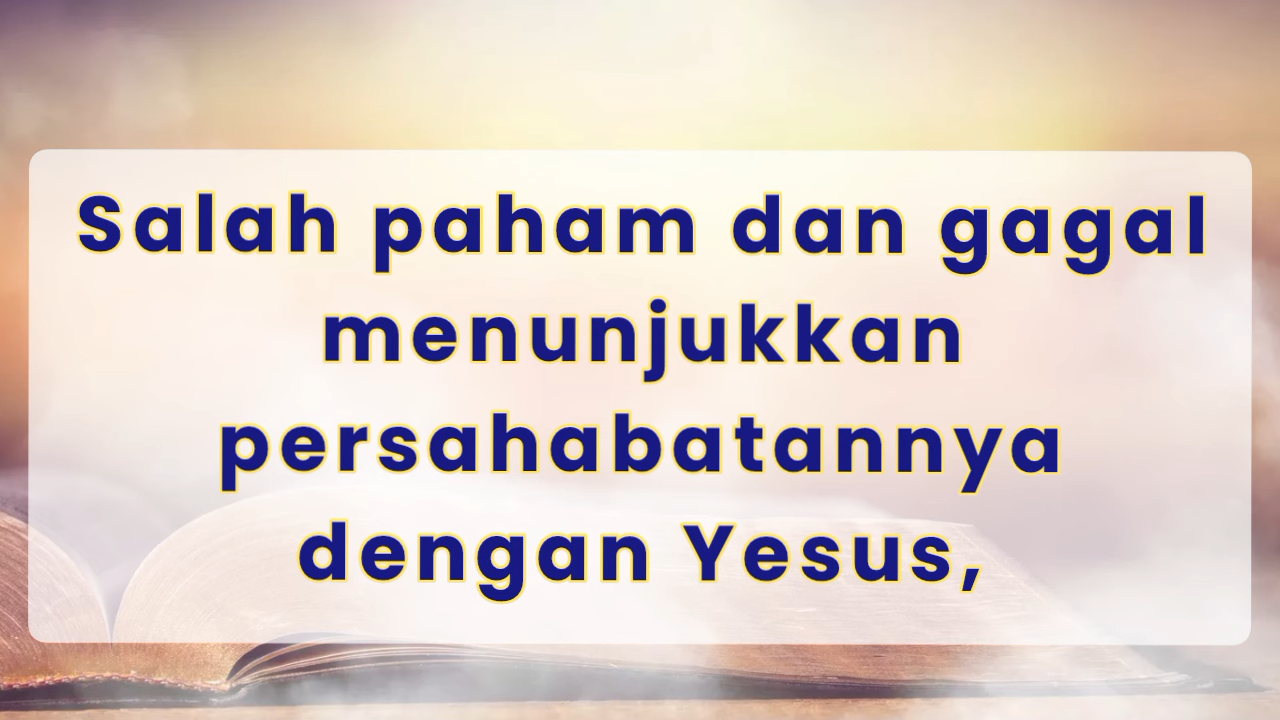 Salah paham dan gagal
menunjukkan
persahabatannya
dengan Yesus,